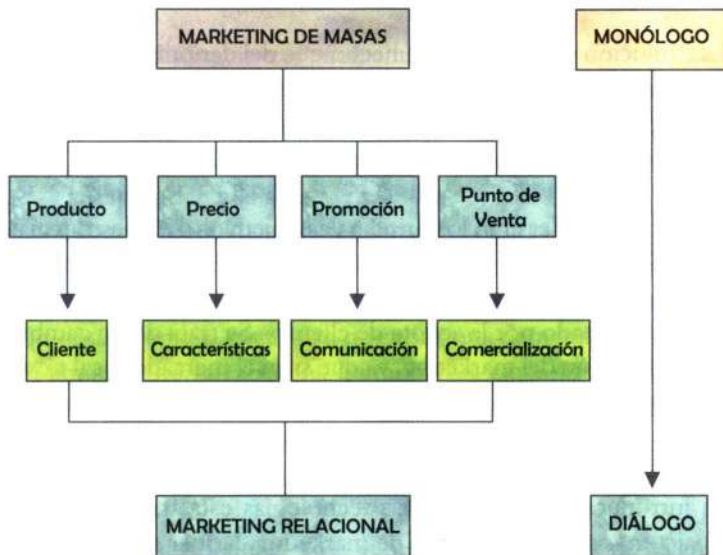 MARKETING DE MASAS
MONÓLOGO
Producto
Precio
Promoción
Punto de
Venta
Cliente
Características
Comunicación
Comercialización
MARKETING RELACIONAL
DIÁLOGO